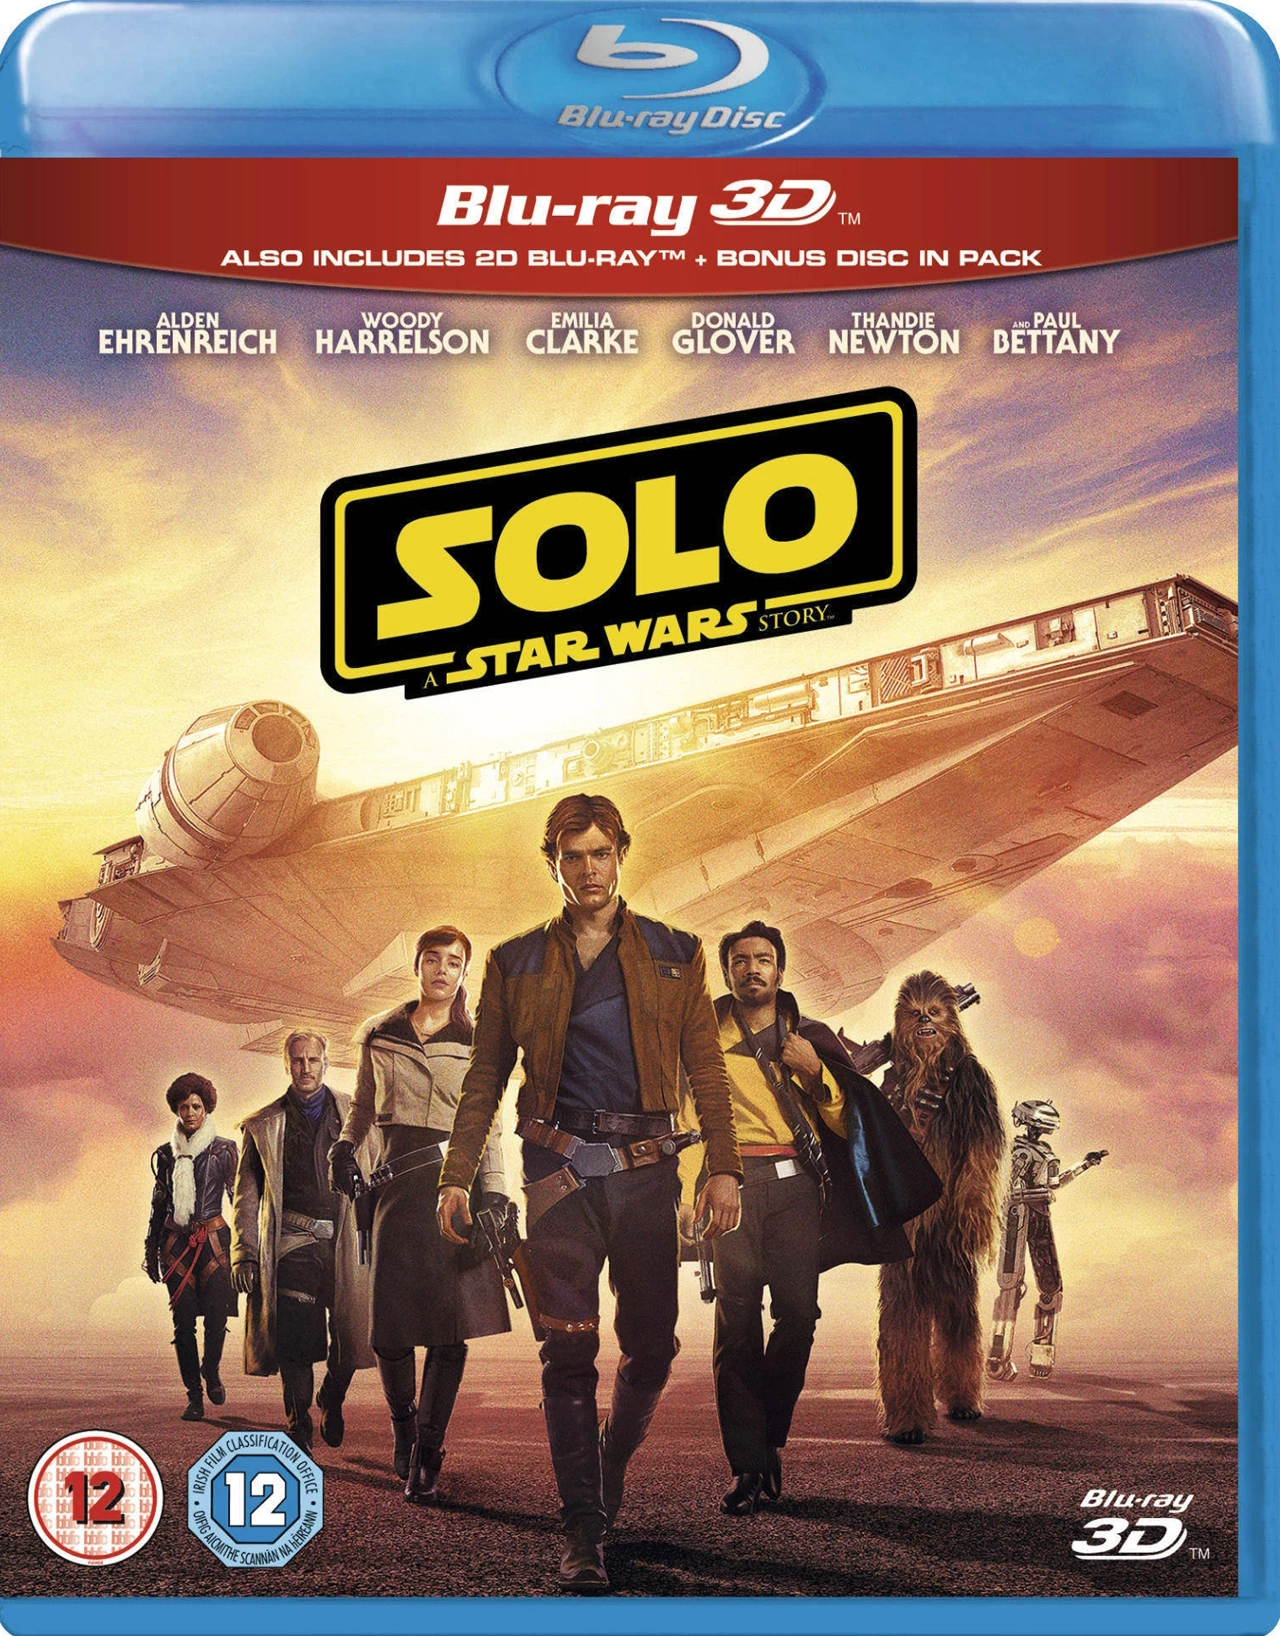 Blu-ray Disc
Blu-ray 3D™
ALSO INCLUDES 2D BLU-RAY™ + BONUS DISC IN PACK
ALDEN EHRENREICH
WOODY HARRELSON
EMILIA CLARKE
DONALD GLOVER
THANDIE NEWTON
AND PAUL BETTANY
SOLO
A STAR WARS STORY™
12
IRISH FILM CLASSIFICATION OFFICE
12
OIFIG AICMITHE SCANNÁN NA hÉIREANN
Blu-ray
3D™